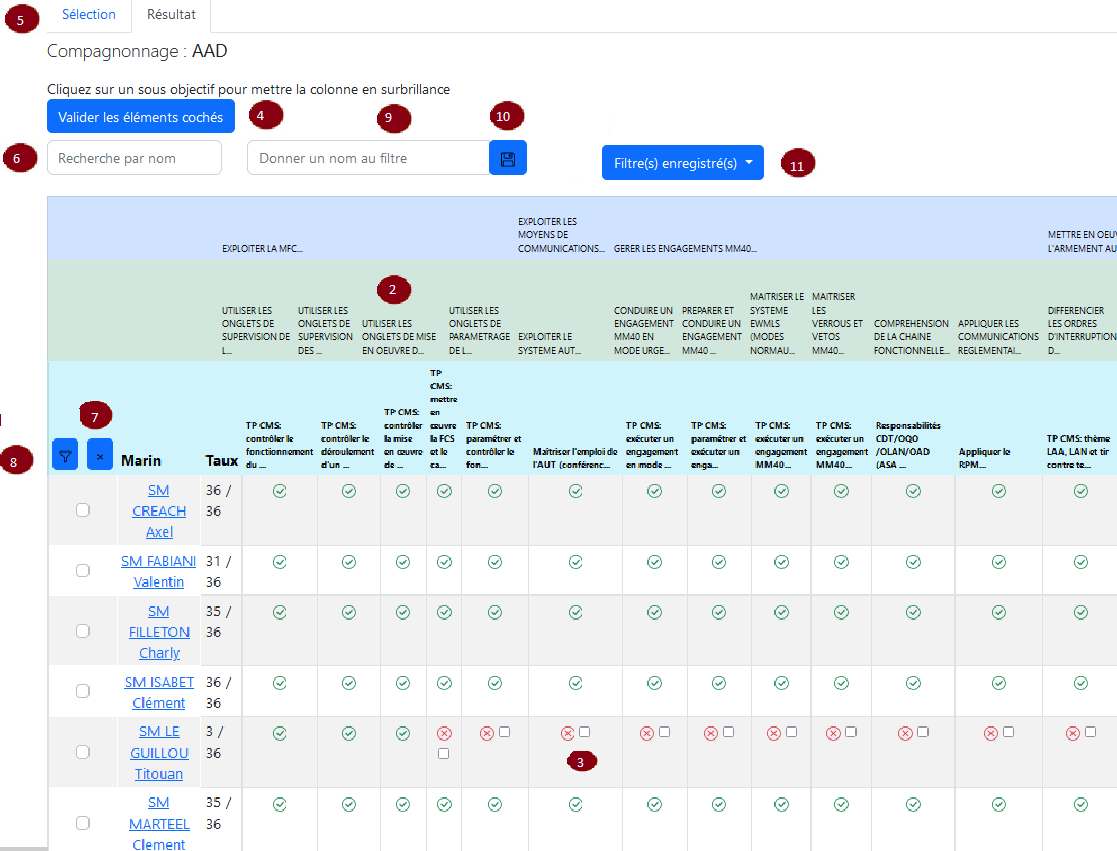 5
Sélection
Résultat
Compagnonnage : AAD
Cliquez sur un sous objectif pour mettre la colonne en surbrillance
Valider les éléments cochés
4
9
10
6
Recherche par nom
Donner un nom au filtre
Filtre(s) enregistré(s)
11
EXPLOITER LA MFC...
EXPLOITER LES
MOYENS DE
COMMUNICATIONS...
GERER LES ENGAGEMENTS MM40...
METTRE EN OEU
L'ARMEMENT AU
2
UTILISER LES
ONGLETS DE
SUPERVISION DE
L...
UTILISER LES
ONGLETS DE
SUPERVISION
DES ...
UTILISER LES
ONGLETS DE MISE
EN OEUVRE D...
UTILISER LES
ONGLETS DE
PARAMETRAGE
DE L...
EXPLOITER LE
SYSTEME AUT...
CONDUIRE UN
ENGAGEMENT
MM40 EN
MODE URGE...
PREPARER ET
CONDUIRE UN
ENGAGEMENT
MM40 ...
MAITRISER LE
SYSTEME
EWMLS
(MODES
NORMAU...
MAITRISER
LES
VERROUS ET
VETOS
MM40...
COMPREHENSION
DE LA CHAINE
FONCTIONNELLE...
APPLIQUER LES
COMMUNICATIONS
REGLEMENTAI...
DIFFERENCIER
LES ORDRES
D'INTERRUPTION
D...
7
8
×
Marin
Taux
TP CMS:
contrôler le
fonctionnement
du ...
TP CMS:
contrôler le
déroulement
d'un ...
TP CMS:
contrôler
la mise
en œuvre
de ...
TP
CMS:
mettre
en
œuvre
la FCS
et le
ca...
TP CMS:
paramétrer et
contrôler le
fon...
Maîtriser l'emploi de
l'AUT (conférenc...
TP CMS:
exécuter un
engagement
en mode ...
TP CMS:
paramétrer et
exécuter un
enga...
TP CMS:
exécuter un
engagement
MM40...
TP CMS:
exécuter un
engagement
MM40...
Responsabilités
CDT/OQO
/OLAN/OAD
(ASA ...
Appliquer le
RPM...
TP CMS: thème
LAA, LAN et tir
contre te...
SM
CREACH
Axel
36 /
36
SM FABIANI
Valentin
31 /
36
SM
FILLETON
Charly
35 /
36
SM ISABET
Clément
36 /
36
SM LE
GUILLOU
Titouan
3 /
36
3
SM
MARTEEL
Clement
35 /
36